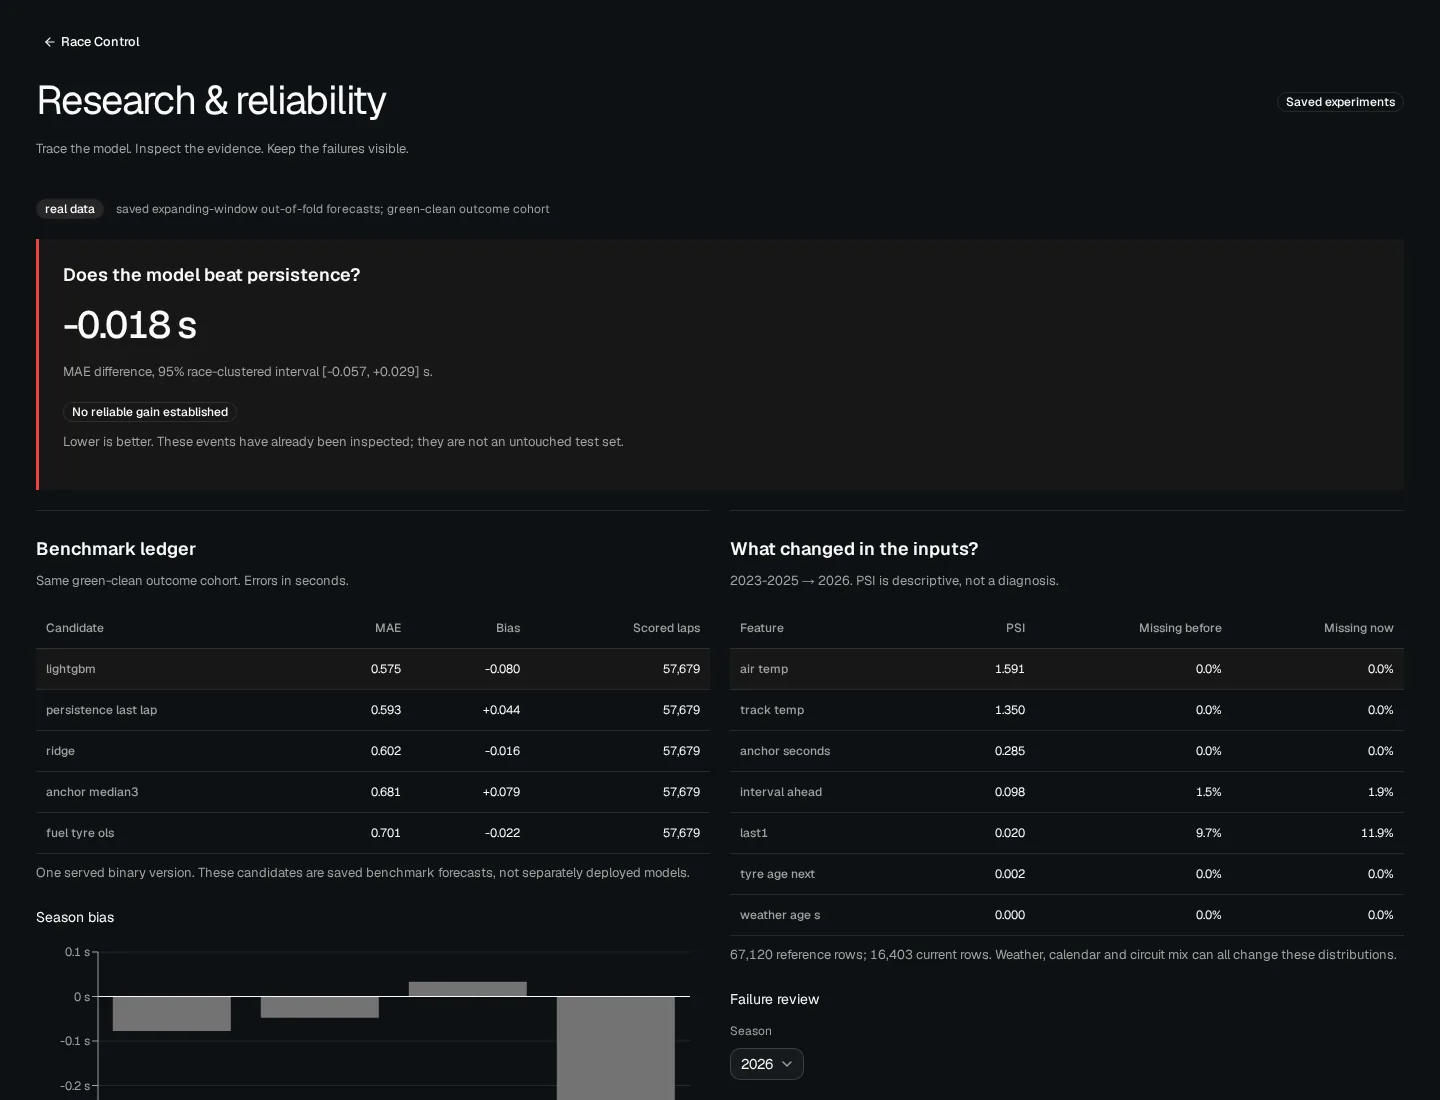 ← Race Control
Research & reliability
Saved experiments
Trace the model. Inspect the evidence. Keep the failures visible.
real data saved expanding-window out-of-fold forecasts; green-clean outcome cohort
Does the model beat persistence?
-0.018 s
MAE difference, 95% race-clustered interval [-0.057, +0.029] s.
No reliable gain established
Lower is better. These events have already been inspected; they are not an untouched test set.
Benchmark ledger
Same green-clean outcome cohort. Errors in seconds.
Candidate MAE Bias Scored laps
lightgbm 0.575 -0.080 57,679
persistence last lap 0.593 +0.044 57,679
ridge 0.602 -0.016 57,679
anchor median3 0.681 +0.079 57,679
fuel tyre ols 0.701 -0.022 57,679
One served binary version. These candidates are saved benchmark forecasts, not separately deployed models.
Season bias
0.1 s
0 s
-0.1 s
-0.2 s
What changed in the inputs?
2023-2025 → 2026. PSI is descriptive, not a diagnosis.
Feature PSI Missing before Missing now
air temp 1.591 0.0% 0.0%
track temp 1.350 0.0% 0.0%
anchor seconds 0.285 0.0% 0.0%
interval ahead 0.098 1.5% 1.9%
last1 0.020 9.7% 11.9%
tyre age next 0.002 0.0% 0.0%
weather age s 0.000 0.0% 0.0%
67,120 reference rows; 16,403 current rows. Weather, calendar and circuit mix can all change these distributions.
Failure review
Season
2026